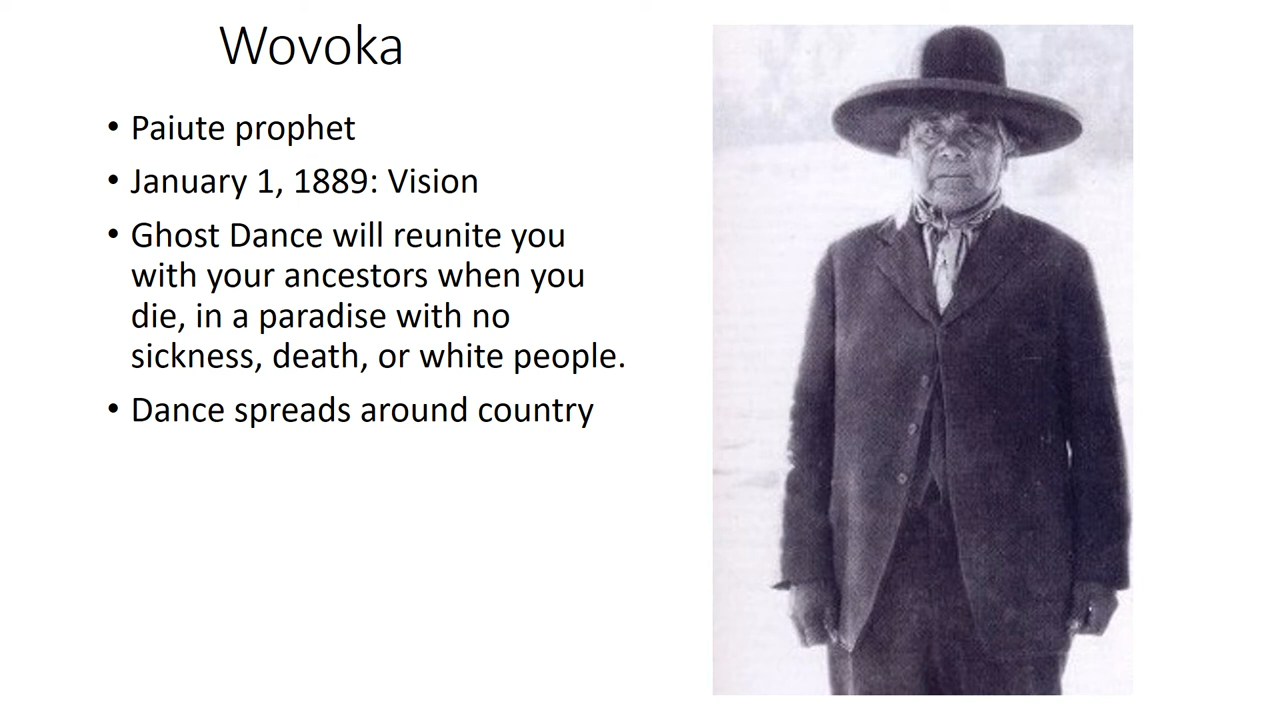 Wovoka
• Paiute prophet
• January 1, 1889: Vision
• Ghost Dance will reunite you
with your ancestors when you
die, in a paradise with no
sickness, death, or white people.
• Dance spreads around country